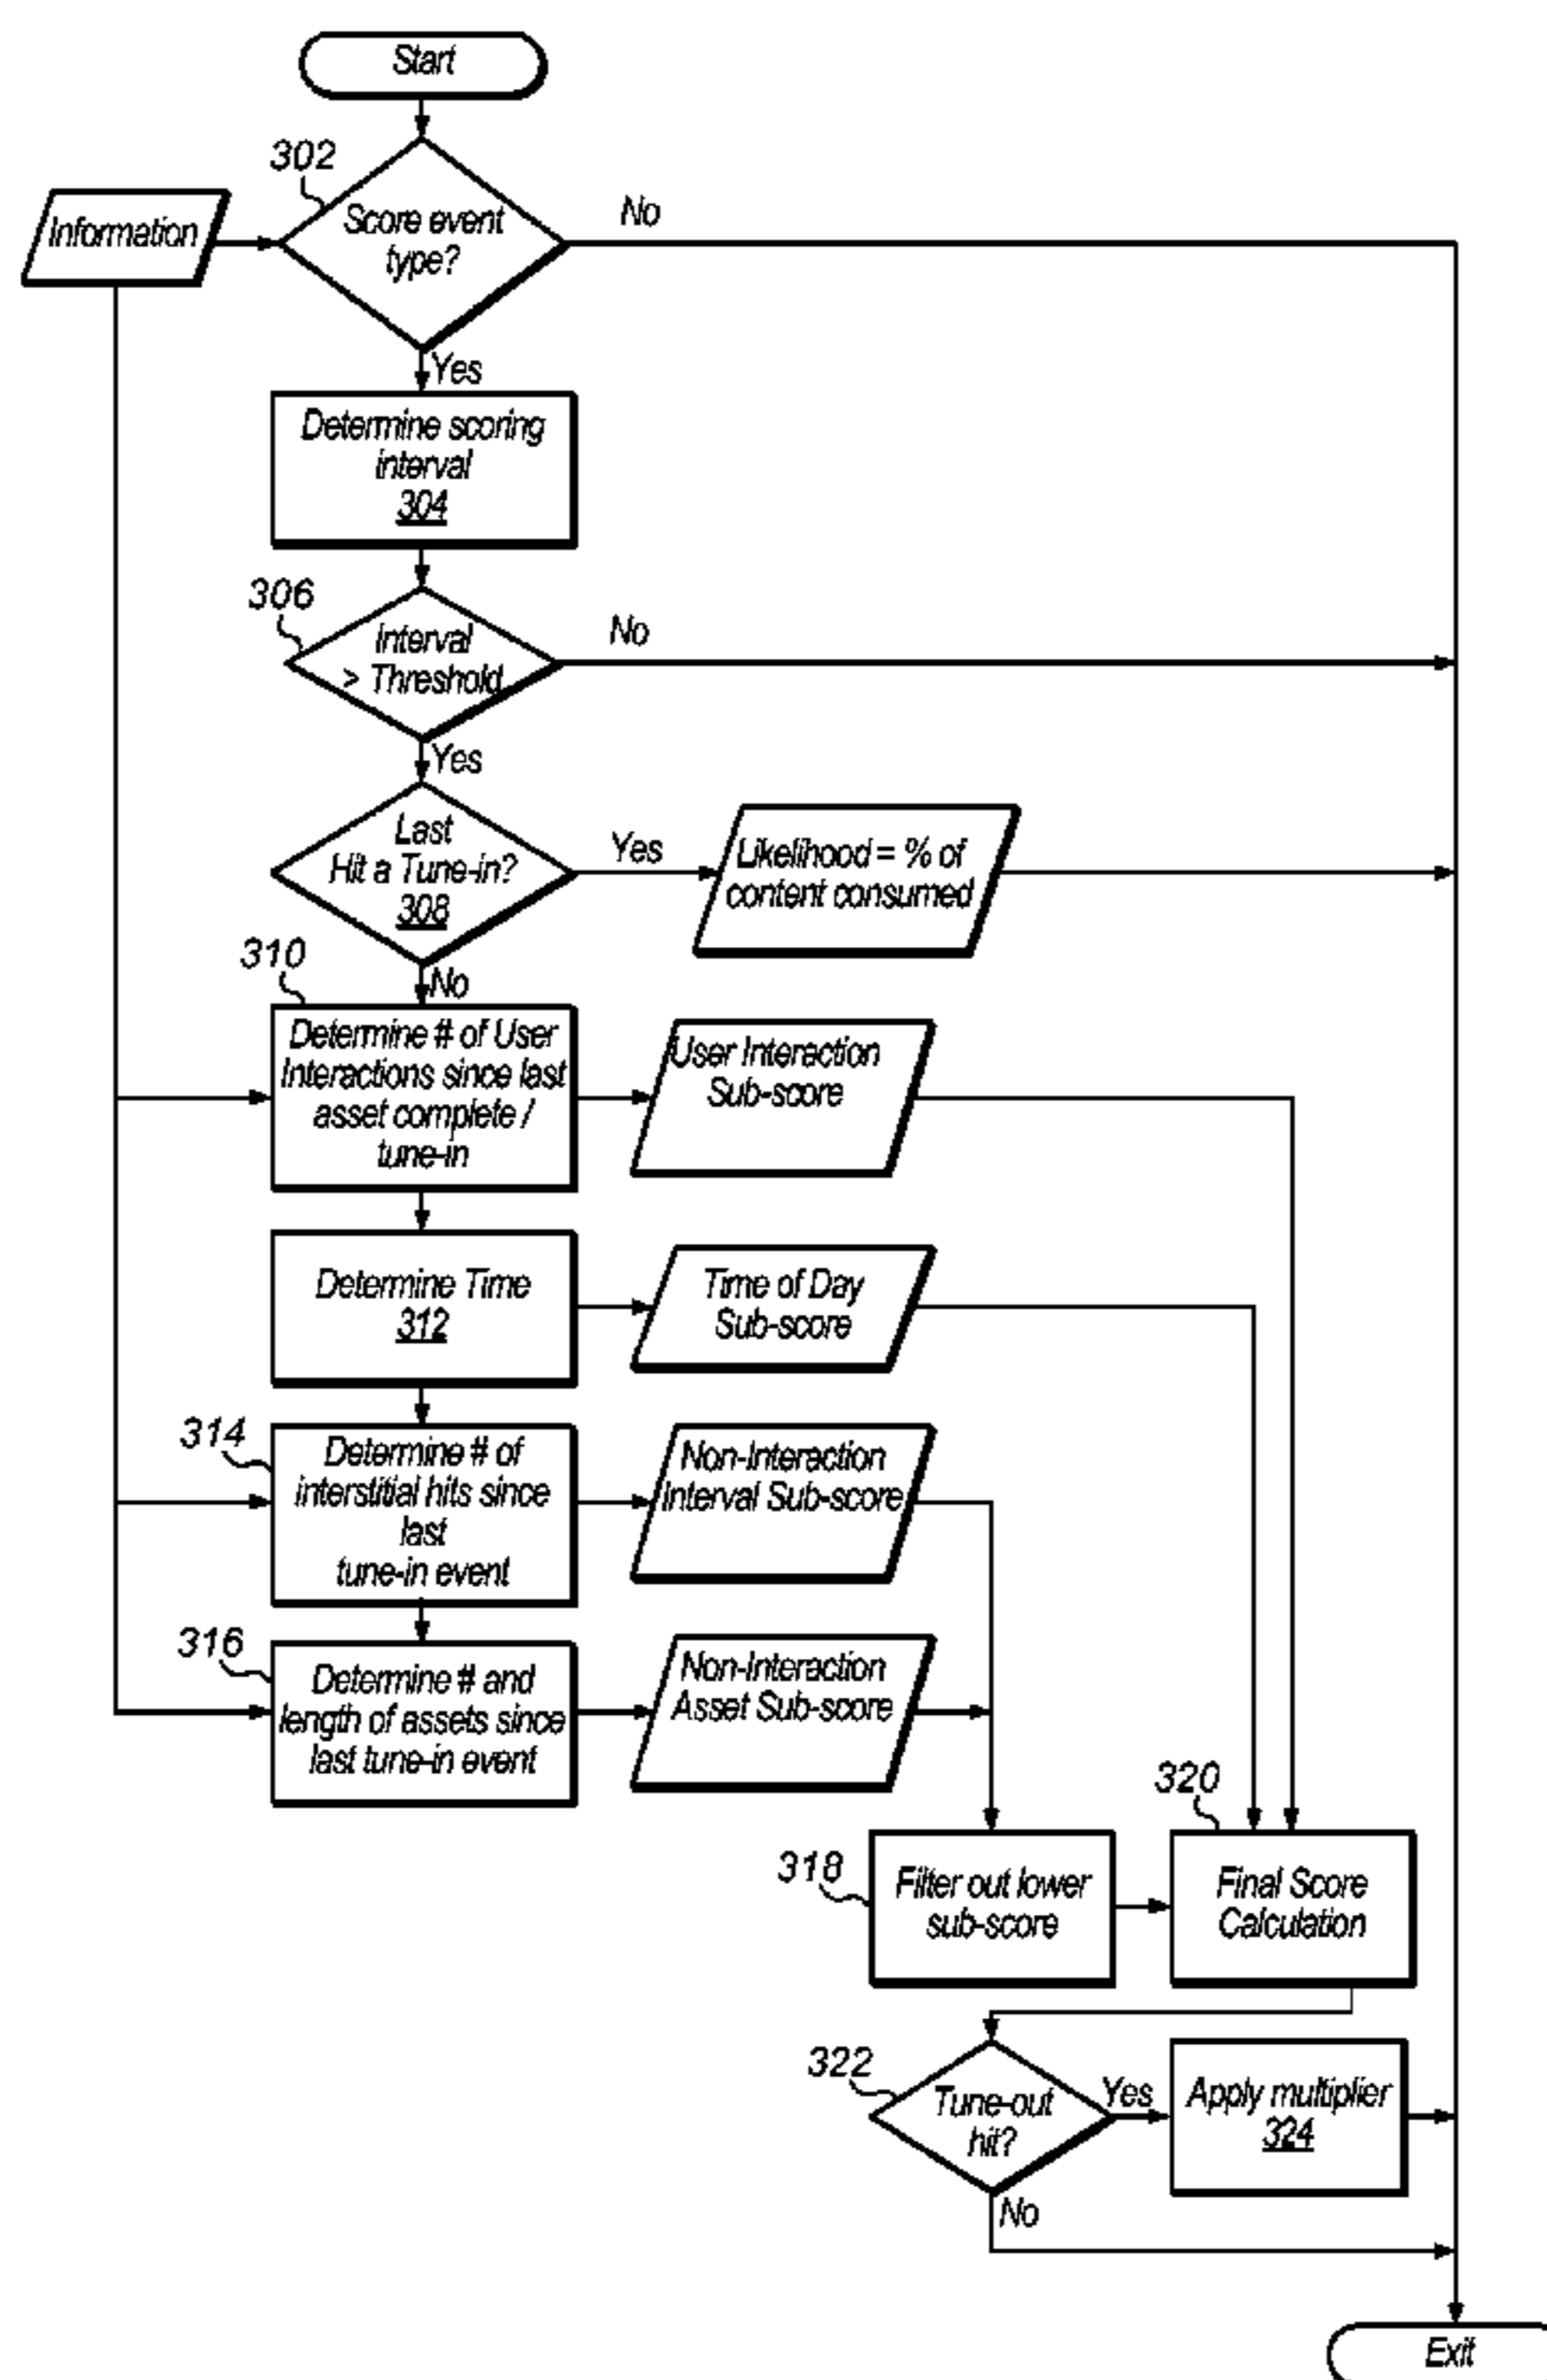 Start
302
Information
Score event
type?
No
Yes
Determine scoring
interval
304
306
Interval
> Threshold
No
Yes
Last
Hit a Tune-in?
308
Yes
Likelihood = % of
content consumed
310
No
Determine # of User
Interactions since last
asset complete /
tune-in
User Interaction
Sub-score
Determine Time
312
Time of Day
Sub-score
314
Determine # of
interstitial hits since
last
tune-in event
Non-Interaction
Interval Sub-score
316
Determine # and
length of assets since
last tune-in event
Non-Interaction
Asset Sub-score
318
Filter out lower
sub-score
320
Final Score
Calculation
322
Tune-out
hit?
Yes
Apply multiplier
324
No
Exit